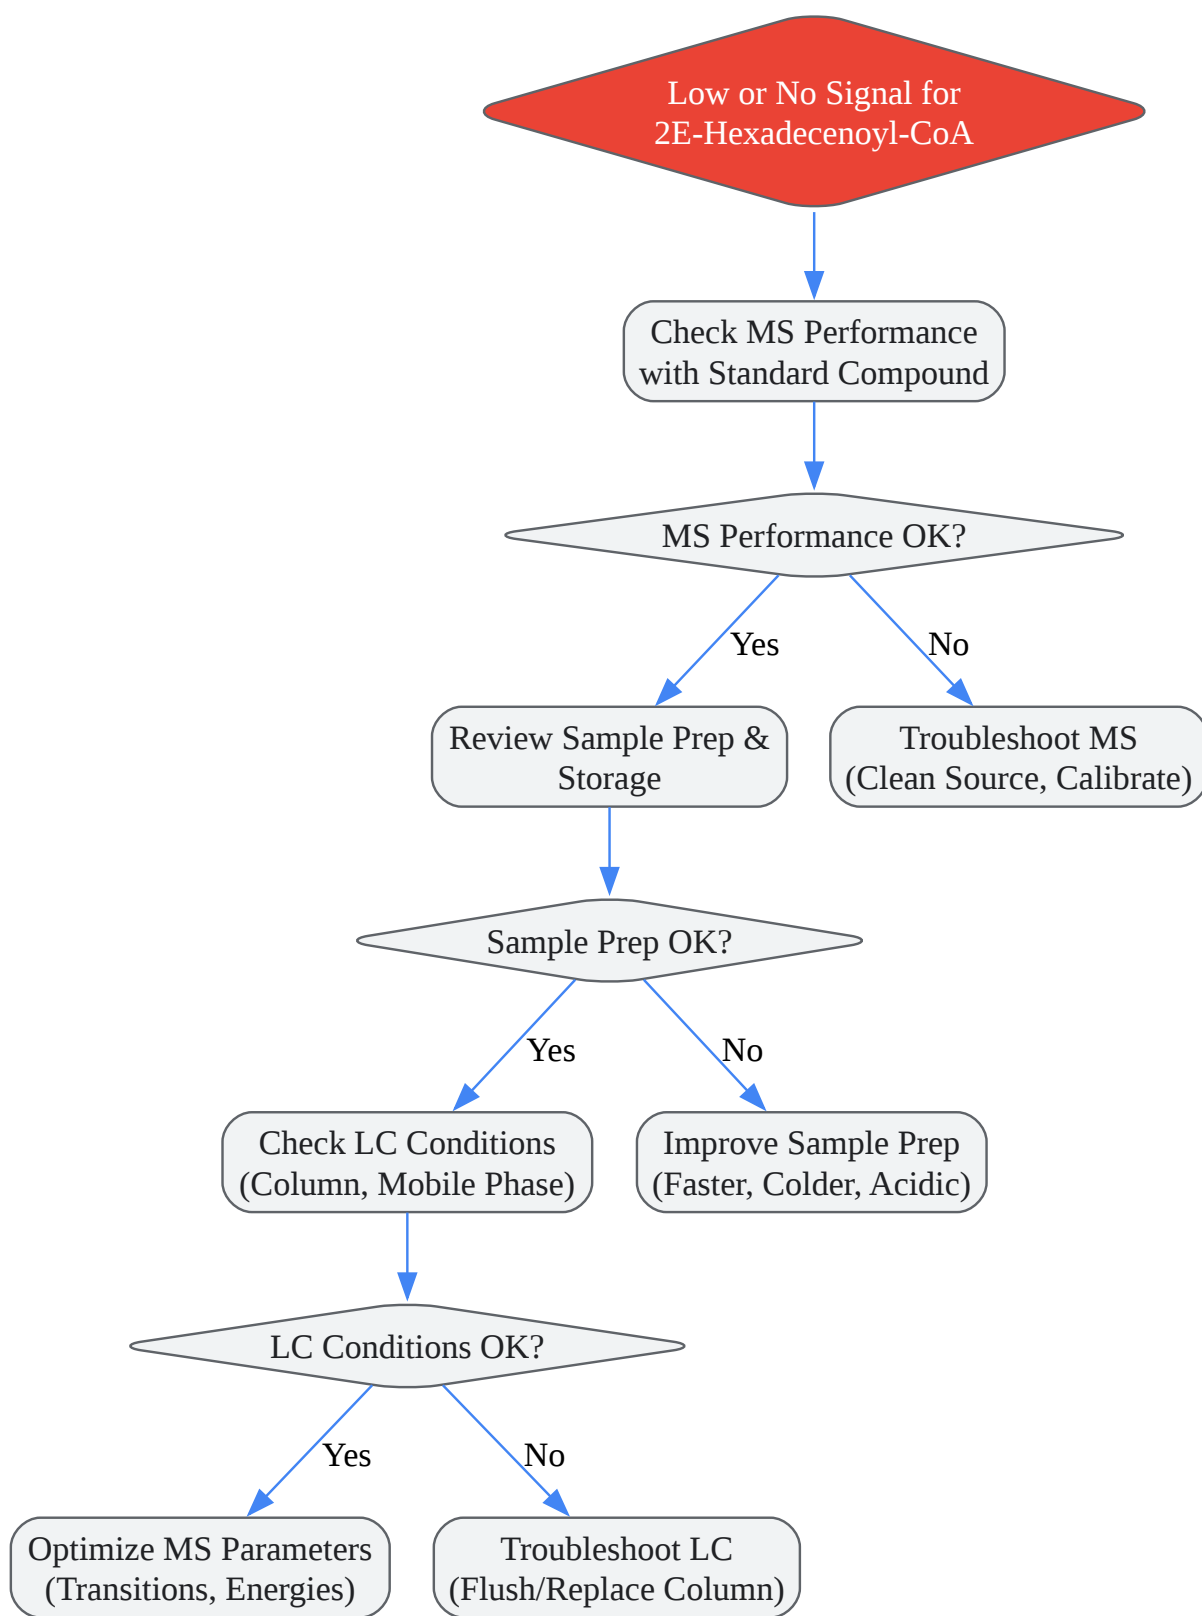 Low or No Signal for
2E-Hexadecenoyl-CoA
Check MS Performance
with Standard Compound
MS Performance OK?
Yes
No
Review Sample Prep &
Storage
Troubleshoot MS
(Clean Source, Calibrate)
Sample Prep OK?
Yes
No
Check LC Conditions
(Column, Mobile Phase)
Improve Sample Prep
(Faster, Colder, Acidic)
LC Conditions OK?
Yes
No
Optimize MS Parameters
(Transitions, Energies)
Troubleshoot LC
(Flush/Replace Column)